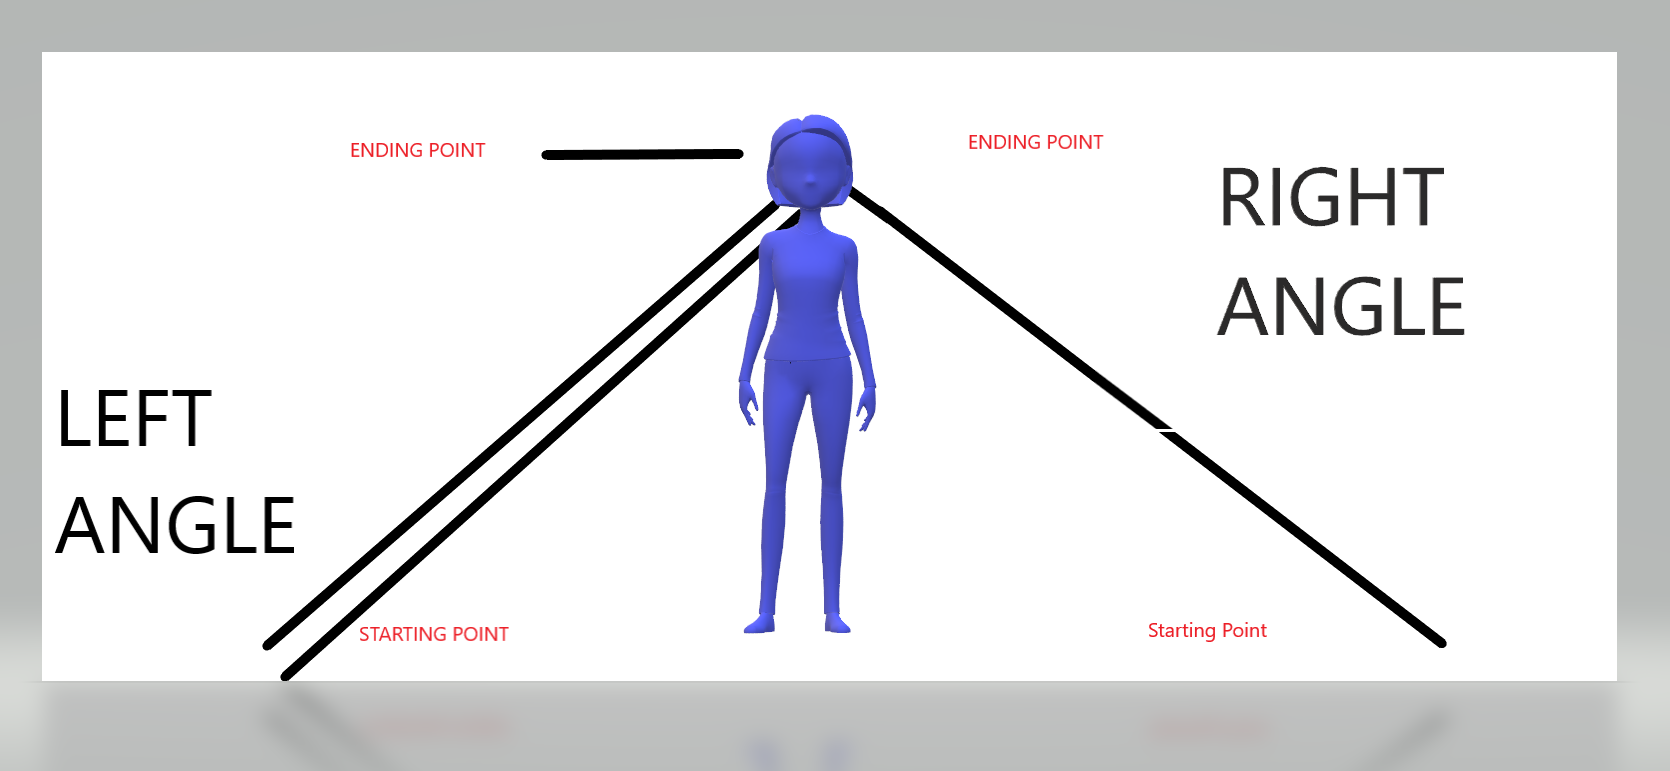 ENDING POINT
ENDING POINT
RIGHT
ANGLE
LEFT
ANGLE
STARTING POINT
Starting Point